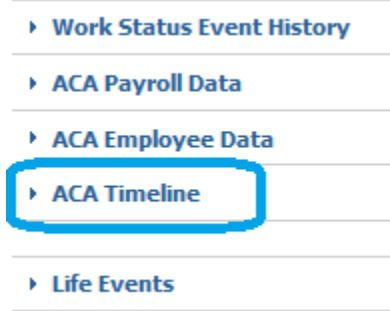 Work Status Event History
ACA Payroll Data
ACA Employee Data
ACA Timeline
Life Events